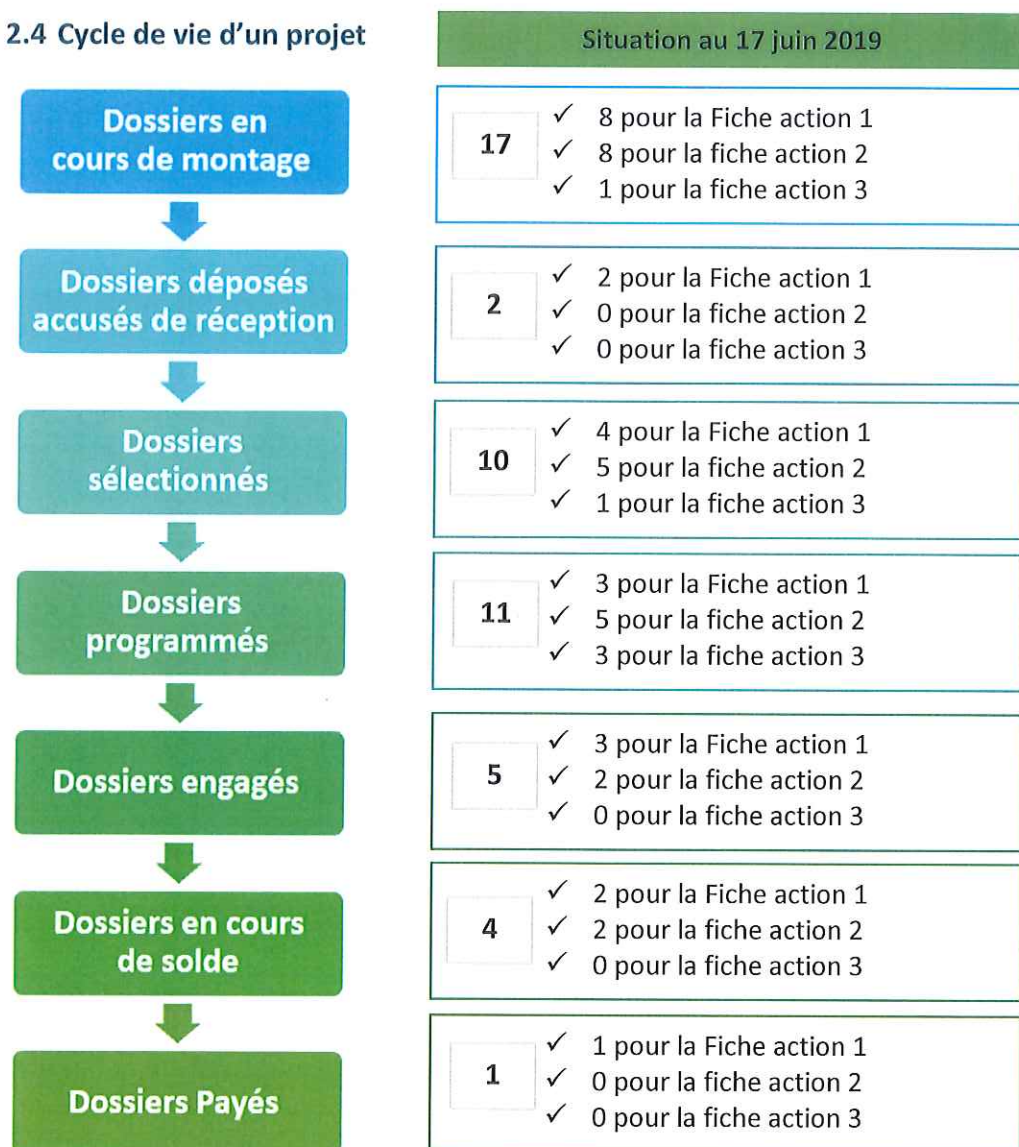 2.4 Cycle de vie d'un projet
Situation au 17 juin 2019
Dossiers en
cours de montage
17
✓ 8 pour la Fiche action 1
✓ 8 pour la fiche action 2
✓ 1 pour la fiche action 3
Dossiers déposés
accusés de réception
2
✓ 2 pour la Fiche action 1
✓ 0 pour la fiche action 2
✓ 0 pour la fiche action 3
Dossiers
sélectionnés
10
✓ 4 pour la Fiche action 1
✓ 5 pour la fiche action 2
✓ 1 pour la fiche action 3
Dossiers
programmés
11
✓ 3 pour la Fiche action 1
✓ 5 pour la fiche action 2
✓ 3 pour la fiche action 3
Dossiers engagés
5
✓ 3 pour la Fiche action 1
✓ 2 pour la fiche action 2
✓ 0 pour la fiche action 3
Dossiers en cours
de solde
4
✓ 2 pour la Fiche action 1
✓ 2 pour la fiche action 2
✓ 0 pour la fiche action 3
Dossiers Payés
1
✓ 1 pour la Fiche action 1
✓ 0 pour la fiche action 2
✓ 0 pour la fiche action 3